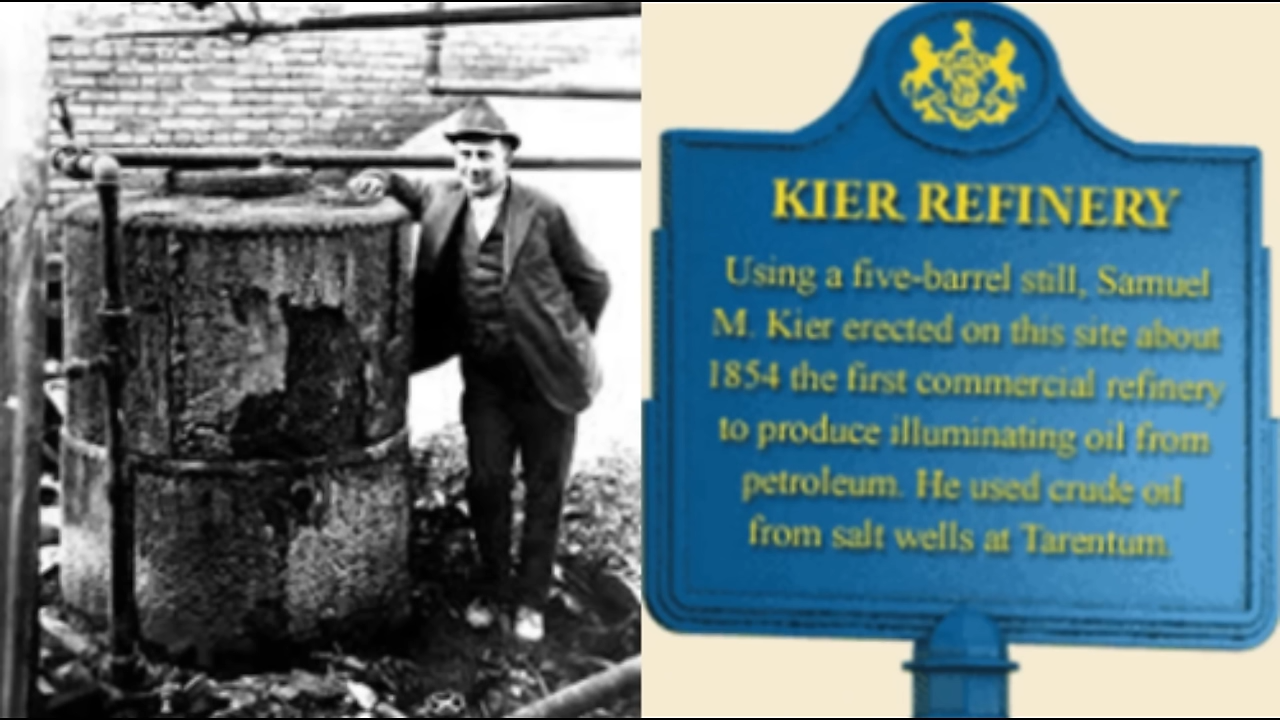 KIER REFINERY
Using a five-barrel still, Samuel
M. Kier erected on this site about
1854 the first commercial refinery
to produce illuminating oil from
petroleum. He used crude oil
from salt wells at Tarentum.